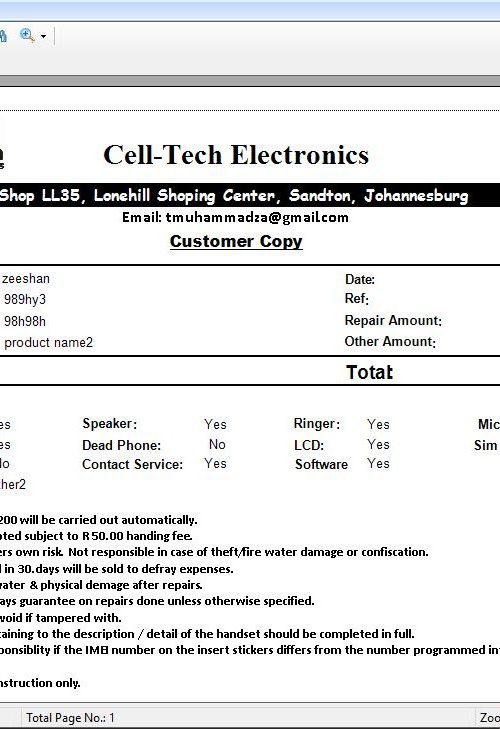 Cell-Tech Electronics
Shop LL35, Lonehill Shoping Center, Sandton, Johannesburg
Email: tmuhammadza@gmail.com
Customer Copy
zeeshan Date:
989hy3 Ref:
98h98h Repair Amount:
product name2 Other Amount:
Total:
es Speaker: Yes Ringer: Yes Mic
es Dead Phone: No LCD: Yes Sim
lo Contact Service: Yes Software Yes
her2
200 will be carried out automatically.
oted subject to R 50.00 handing fee.
ers own risk. Not responsible in case of theft/fire water damage or confiscation.
d in 30.days will be sold to defray expenses.
vater & physical demage after repairs.
ays guarantee on repairs done unless otherwise specified.
void if tampered with.
taining to the description / detail of the handset should be completed in full.
ponsiblity if the IMEI number on the insert stickers differs from the number programmed in
nstruction only.
Total Page No.: 1 Zoo